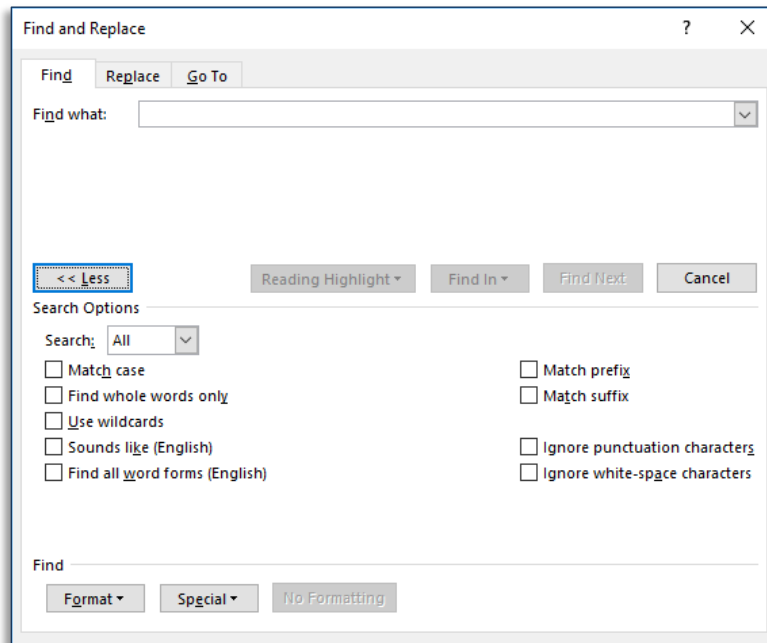 Find and Replace ?
Find Replace Go To
Find what:
<< Less Reading Highlight Find In Find Next Cancel
Search Options
Search: All
Match case Match prefix
Find whole words only Match suffix
Use wildcards
Sounds like (English) Ignore punctuation characters
Find all word forms (English) Ignore white-space characters
Find
Format Special No Formatting